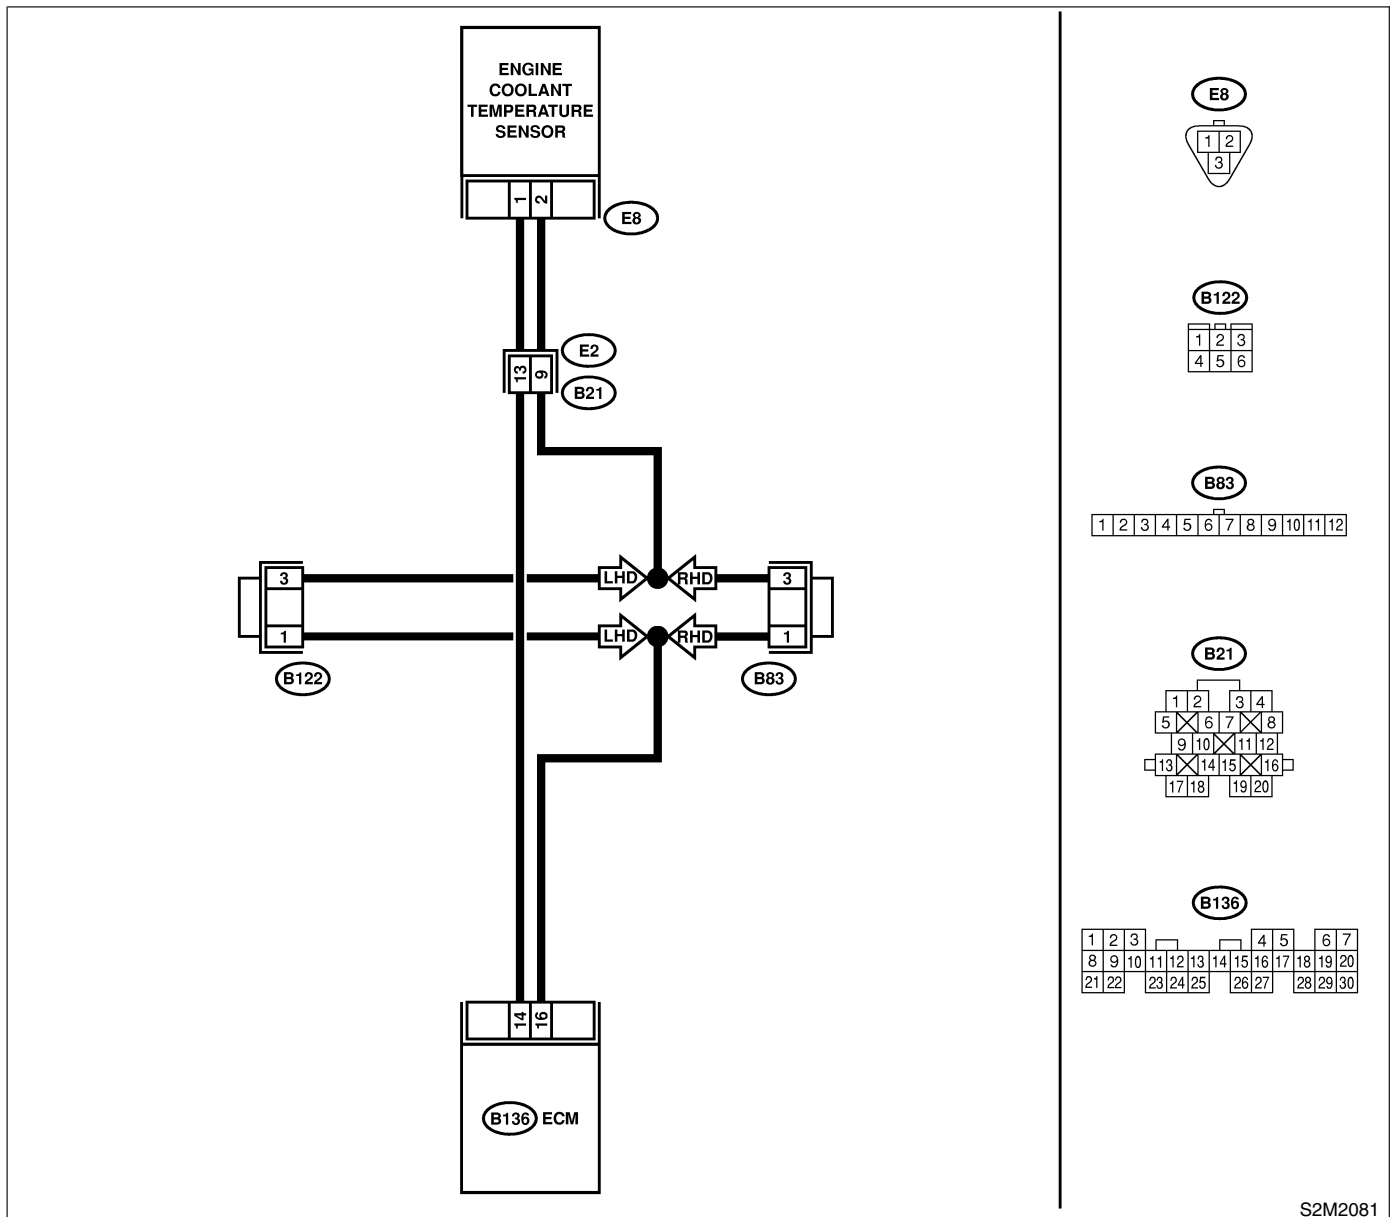 ENGINE
COOLANT
TEMPERATURE
SENSOR
1 2
E8
E2
13 9
B21
3 LHD RHD 3
1 LHD RHD 1
B122 B83
14 16
B136 ECM
E8
1 2
3
B122
1 2 3
4 5 6
B83
1 2 3 4 5 6 7 8 9 10 11 12
B21
1 2 3 4
5 6 7 8
9 10 11 12
13 14 15 16
17 18 19 20
B136
1 2 3 4 5 6 7
8 9 10 11 12 13 14 15 16 17 18 19 20
21 22 23 24 25 26 27 28 29 30
S2M2081